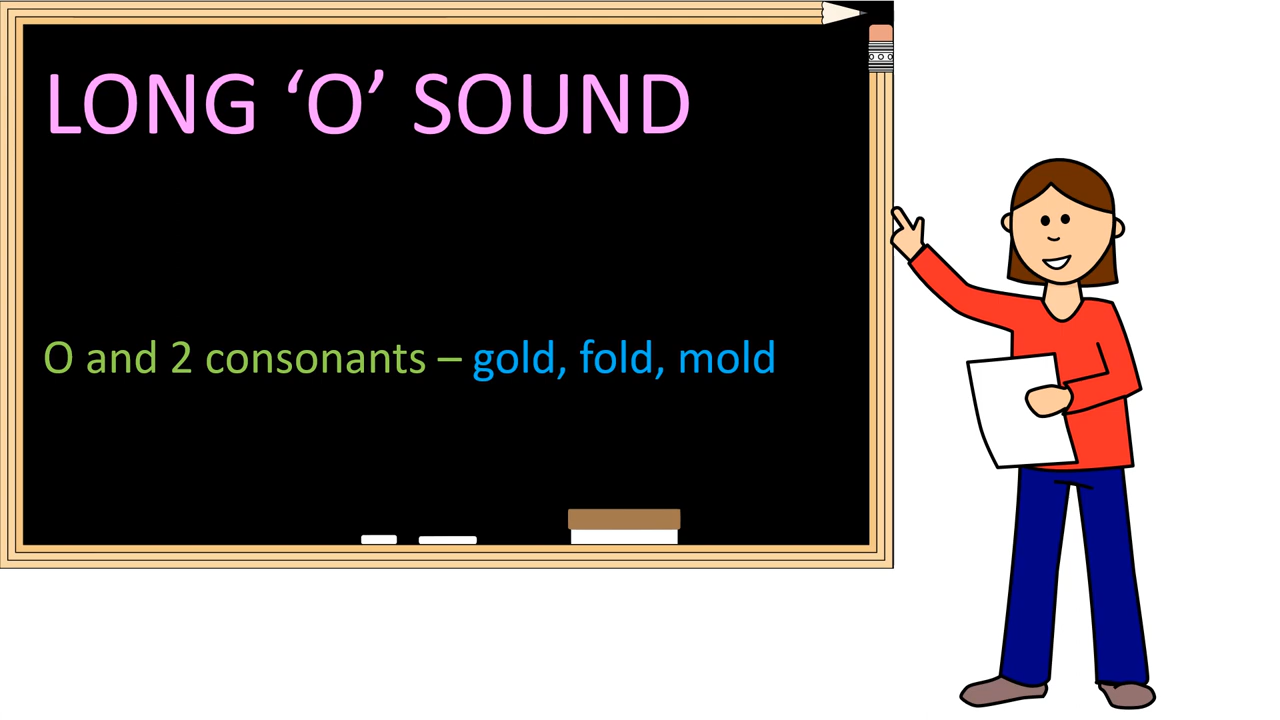 LONG ‘O’ SOUND
O and 2 consonants – gold, fold, mold